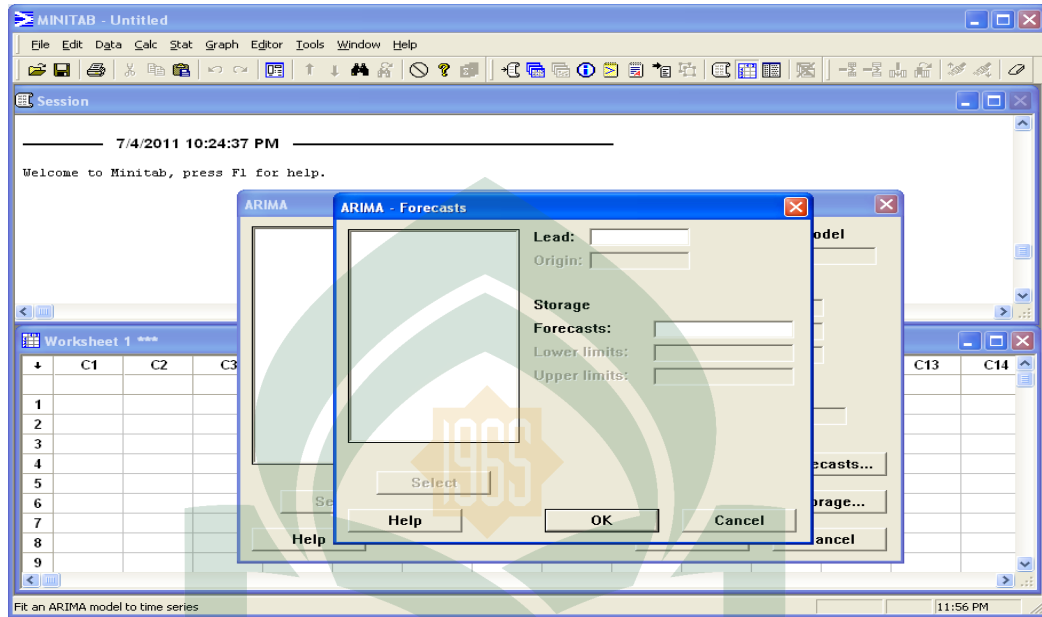 MINITAB - Untitled
File Edit Data Calc Stat Graph Editor Tools Window Help
Session
7/4/2011 10:24:37 PM
Welcome to Minitab, press F1 for help.
ARIMA
odel
ecasts...
orage...
Se
Help
ancel
ARIMA - Forecasts
Lead:
Origin:
Storage
Forecasts:
Lower limits:
Upper limits:
Select
Help
OK
Cancel
1965
Worksheet 1 ***
C1 C2 C3 C13 C14
1
2
3
4
5
6
7
8
9
Fit an ARIMA model to time series
11:56 PM